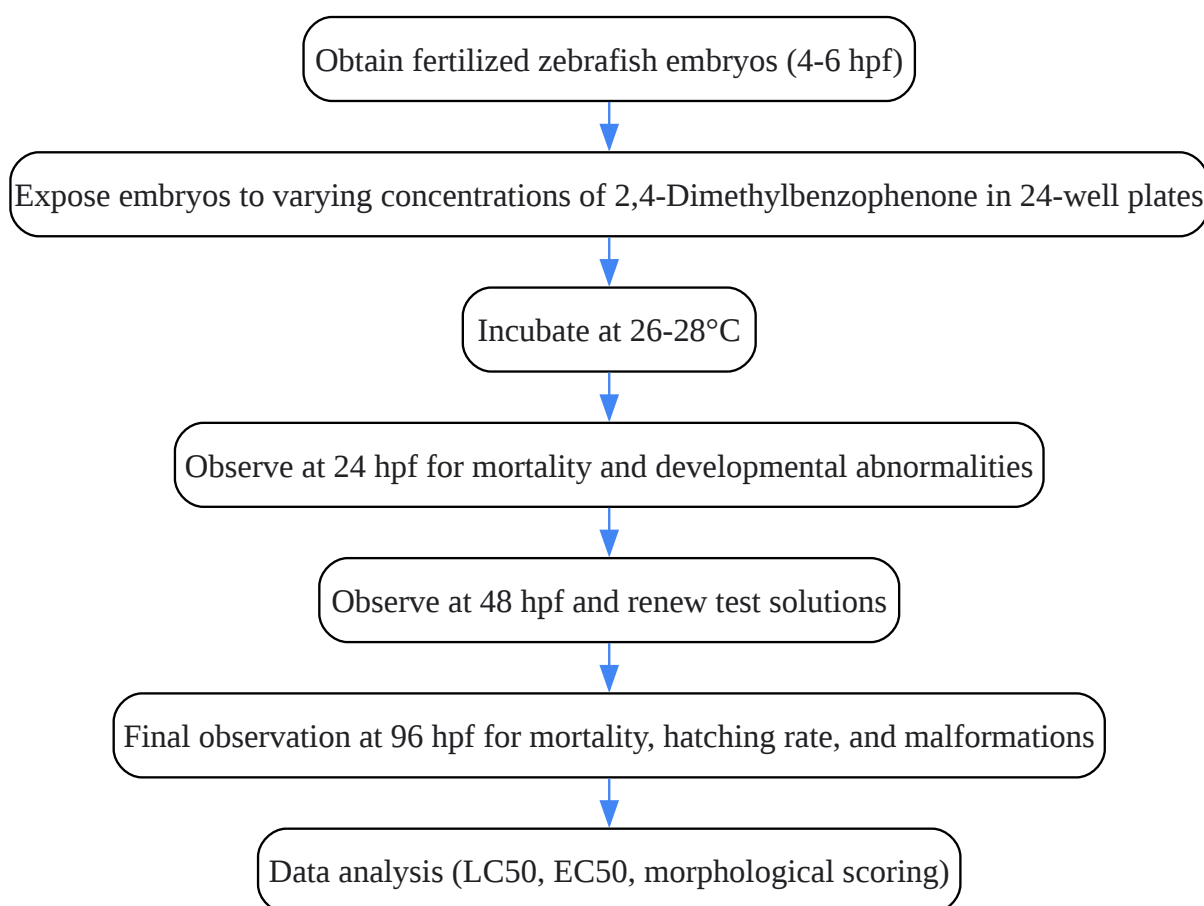 Obtain fertilized zebrafish embryos (4-6 hpf)
Expose embryos to varying concentrations of 2,4-Dimethylbenzophenone in 24-well plates
Incubate at 26-28°C
Observe at 24 hpf for mortality and developmental abnormalities
Observe at 48 hpf and renew test solutions
Final observation at 96 hpf for mortality, hatching rate, and malformations
Data analysis (LC50, EC50, morphological scoring)